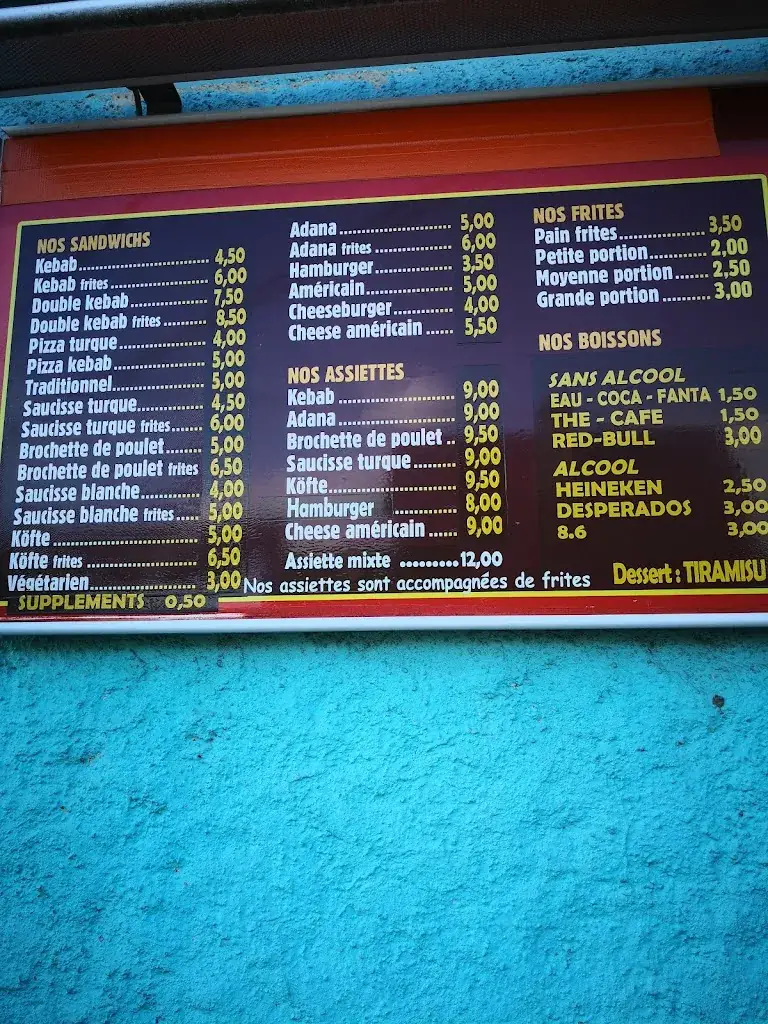 NOS SANDWICHS
Kebab 4,50
Kebab frites 6,00
Double kebab 7,50
Double kebab frites 8,50
Pizza turque 4,00
Pizza kebab 5,00
Traditionnel 5,00
Saucisse turque 4,50
Saucisse turque frites 6,00
Brochette de poulet 5,00
Brochette de poulet frites 6,50
Saucisse blanche 4,00
Saucisse blanche frites 5,00
Köfte 5,00
Köfte frites 6,50
Végétarien 3,00
SUPPLEMENTS 0,50
Adana 5,00
Adana frites 6,00
Hamburger 3,50
Américain 5,00
Cheeseburger 4,00
Cheese américain 5,50
NOS ASSIETTES
Kebab 9,00
Adana 9,00
Brochette de poulet 9,50
Saucisse turque 9,00
Köfte 9,50
Hamburger 8,00
Cheese américain 9,00
Assiette mixte 12,00
Nos assiettes sont accompagnées de frites
NOS FRITES
Pain frites 3,50
Petite portion 2,00
Moyenne portion 2,50
Grande portion 3,00
NOS BOISSONS
SANS ALCOOL
EAU - COCA - FANTA 1,50
THE - CAFE 1,50
RED-BULL 3,00
ALCOOL
HEINEKEN 2,50
DESPERADOS 3,00
8.6 3,00
Dessert : TIRAMISU